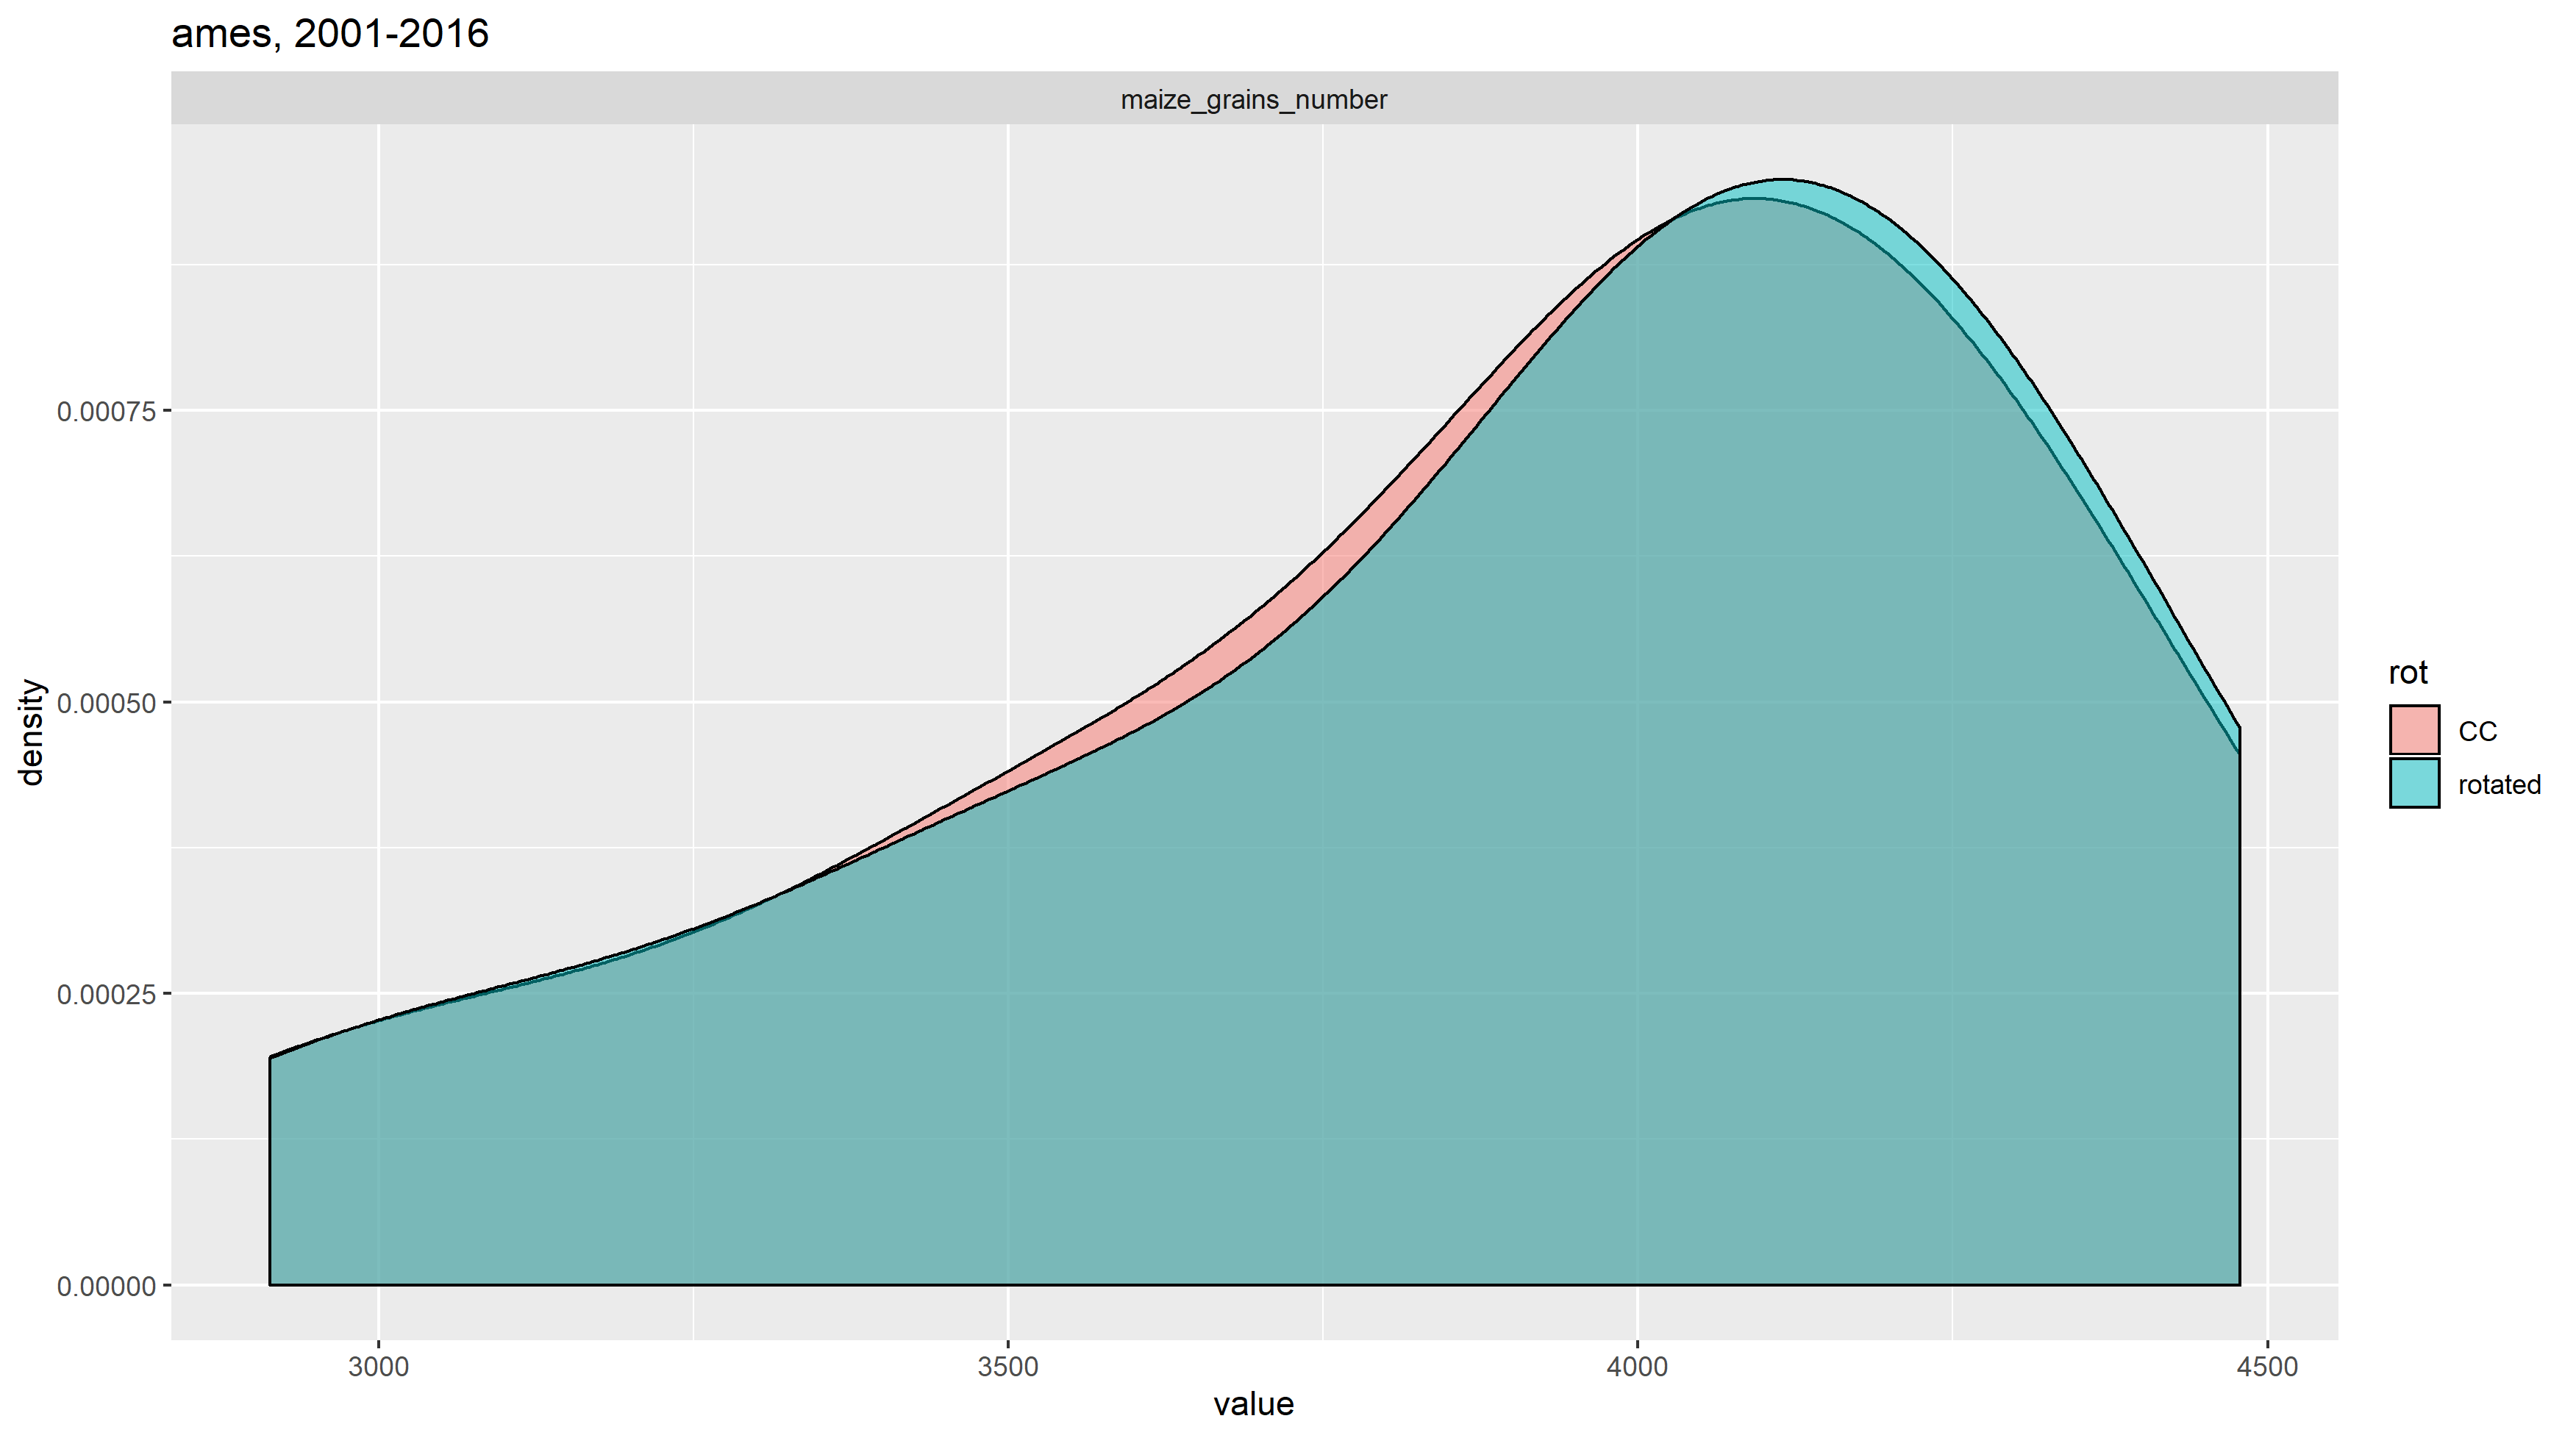 ames, 2001-2016
maize_grains_number
0.00075
0.00050
0.00025
0.00000
density
3000 3500 4000 4500
value
rot
CC
rotated